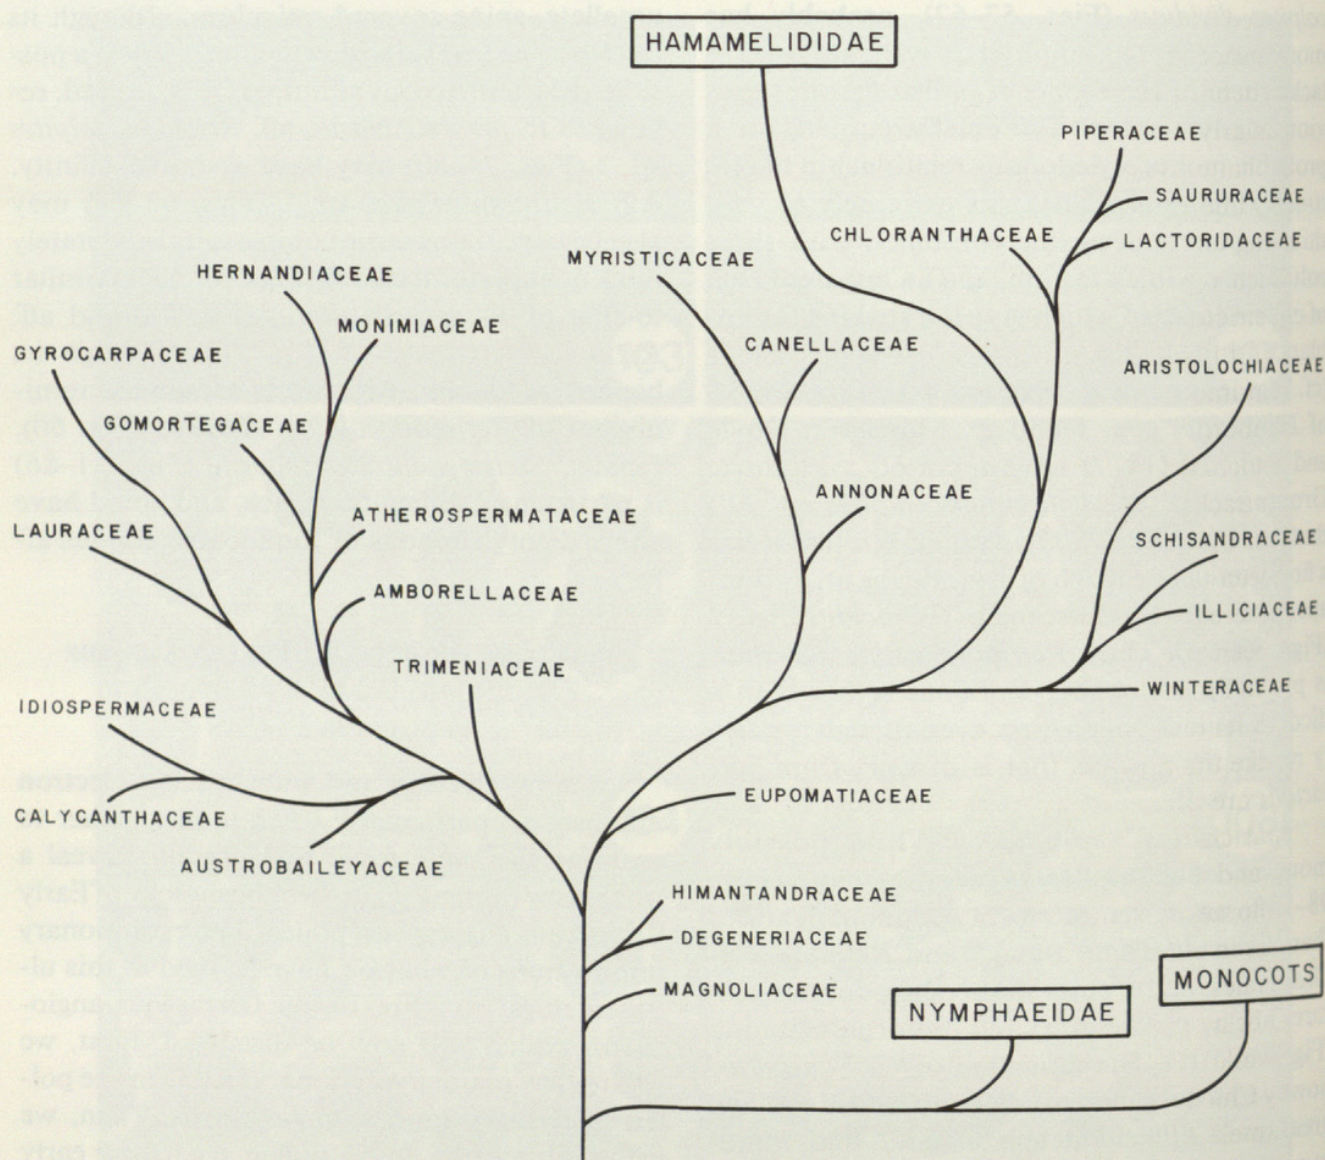 HAMAMELIDIDAE
PIPERACEAE
SAURURACEAE
CHLORANTHACEAE
LACTORIDACEAE
MYRISTICACEAE
HERNANDIACEAE
MONIMIACEAE
CANELLACEAE
GYROCARPACEAE
ARISTOLOCHIACEAE
GOMORTEGACEAE
ANNONACEAE
ATHEROSPERMATACEAE
LAURACEAE
SCHISANDRACEAE
AMBORELLACEAE
ILLICIACEAE
TRIMENIACEAE
WINTERACEAE
IDIOSPERMACEAE
EUPOMATIACEAE
CALYCANTHACEAE
AUSTROBAILEYACEAE
HIMANTANDRACEAE
DEGENERIACEAE
MONOCOTS
MAGNOLIACEAE
NYMPHAEIDAE